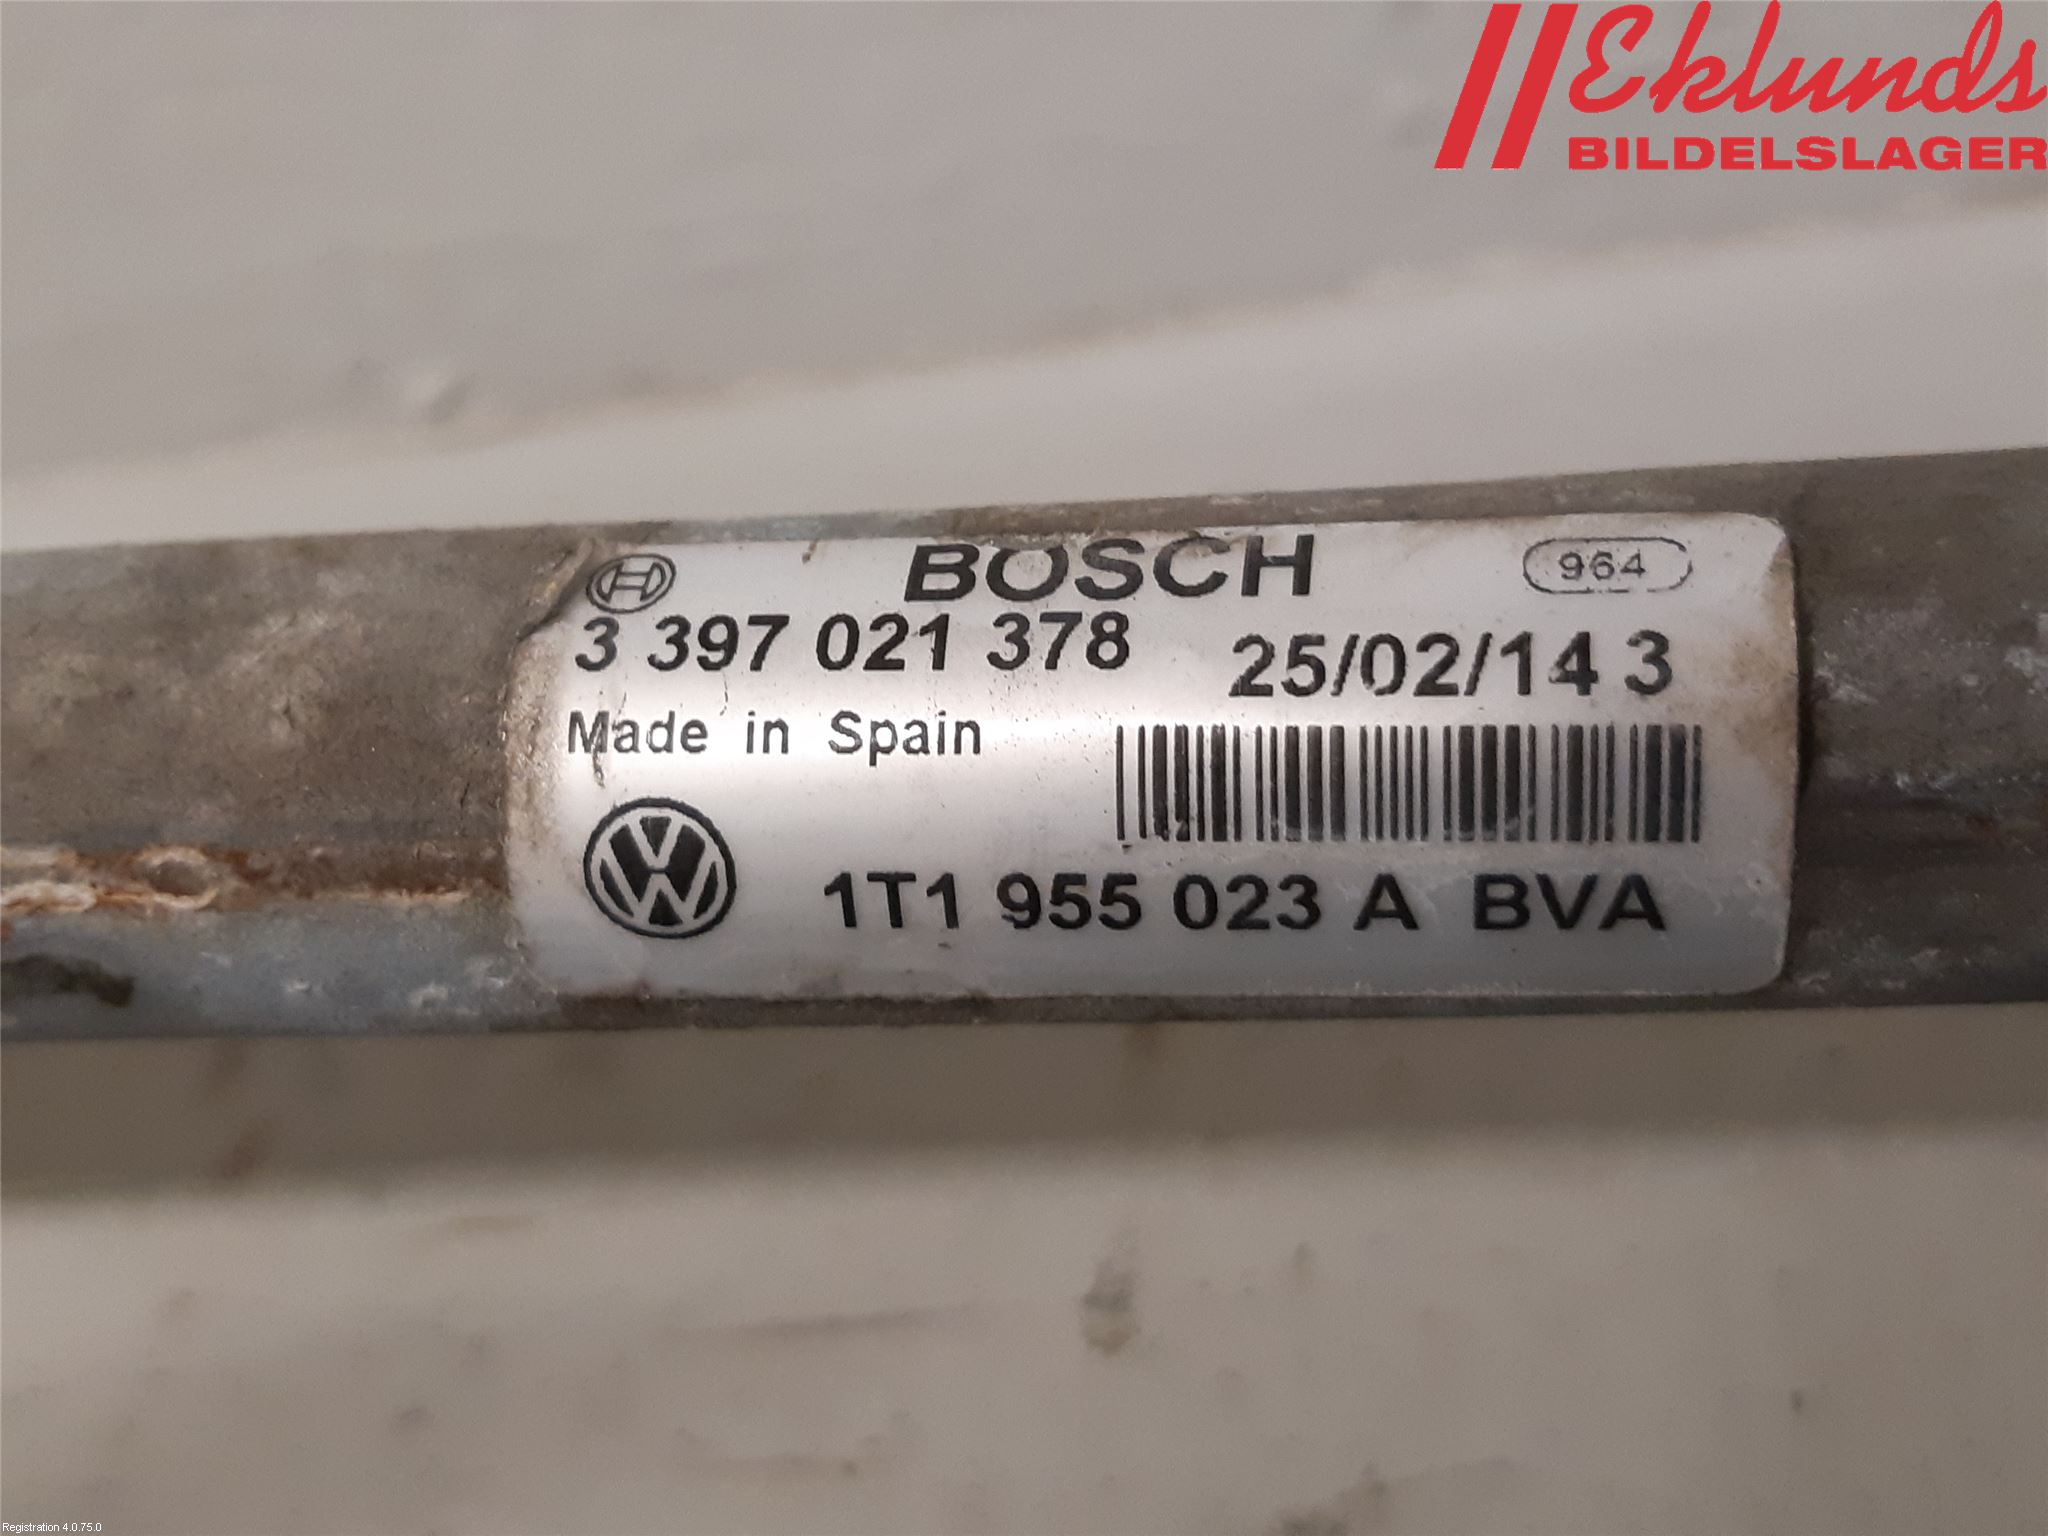 Eklunds
BILDELSLAGER
BOSCH 964
3 397 021 378 25/02/14 3
Made in Spain
VW 1T1 955 023 A BVA
Registration 4.0.75.0